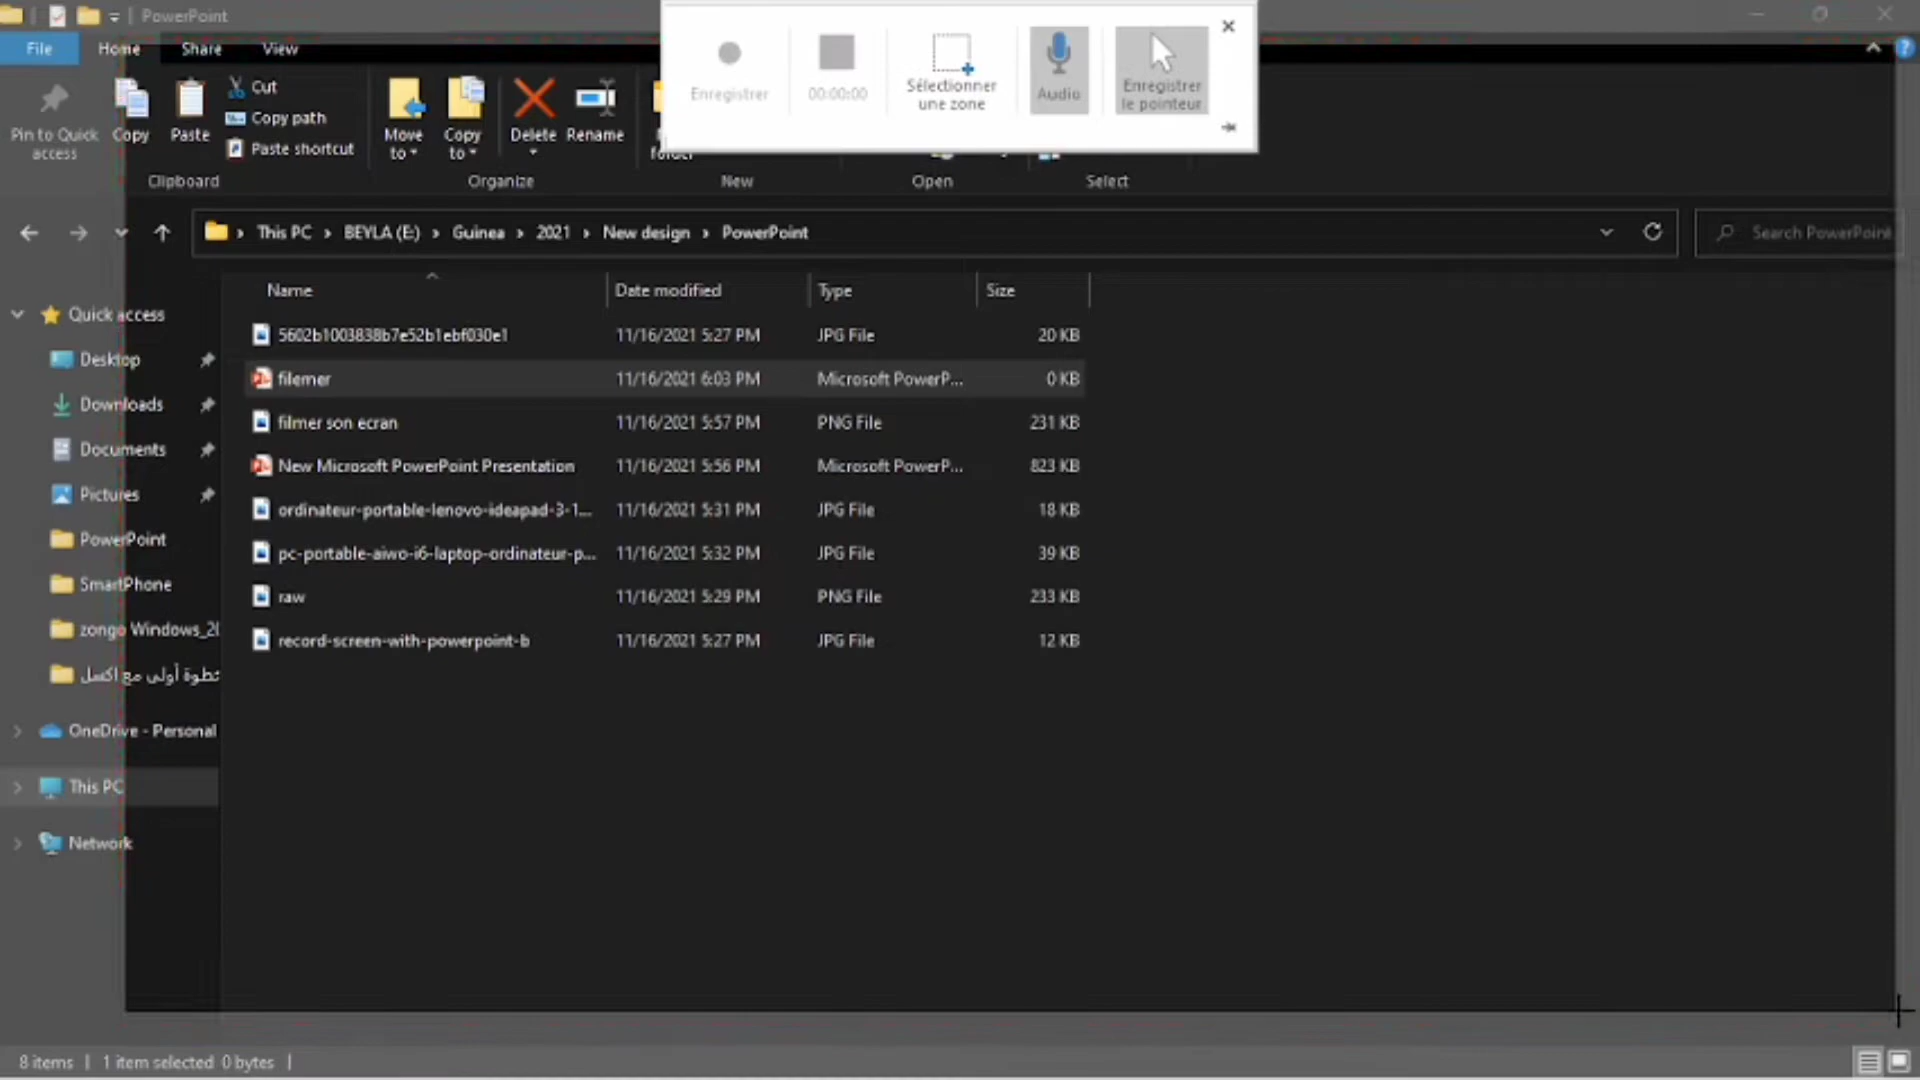 PowerPoint
File Home Share View
Pin to Quick access
Copy
Paste
Cut
Copy path
Paste shortcut
Move to
Copy to
Delete
Rename
folder
Clipboard Organize New Open Select
Enregistrer
00:00:00
Sélectionner une zone
Audio
Enregistrer le pointeur
This PC › BEYLA (E:) › Guinea › 2021 › New design › PowerPoint
Search PowerPoint
Name Date modified Type Size
5602b1003838b7e52b1ebf030e1 11/16/2021 5:27 PM JPG File 20 KB
filemer 11/16/2021 6:03 PM Microsoft PowerP... 0 KB
filmer son ecran 11/16/2021 5:57 PM PNG File 231 KB
New Microsoft PowerPoint Presentation 11/16/2021 5:56 PM Microsoft PowerP... 823 KB
ordinateur-portable-lenovo-ideapad-3-1... 11/16/2021 5:31 PM JPG File 18 KB
pc-portable-aiwo-i6-laptop-ordinateur-p... 11/16/2021 5:32 PM JPG File 39 KB
raw 11/16/2021 5:29 PM PNG File 233 KB
record-screen-with-powerpoint-b 11/16/2021 5:27 PM JPG File 12 KB
Quick access
Desktop
Downloads
Documents
Pictures
PowerPoint
SmartPhone
zongo Windows_20
خطوة أولى مع اكسل
OneDrive - Personal
This PC
Network
8 items | 1 item selected 0 bytes |